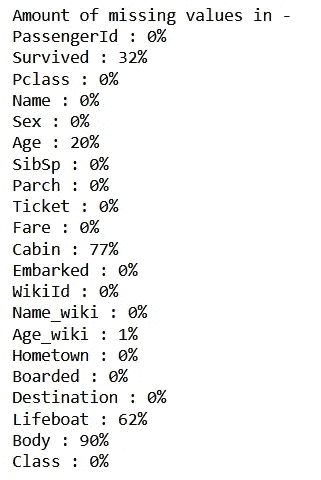 Amount of missing values in -
PassengerId : 0%
Survived : 32%
Pclass : 0%
Name : 0%
Sex : 0%
Age : 20%
SibSp : 0%
Parch : 0%
Ticket : 0%
Fare : 0%
Cabin : 77%
Embarked : 0%
WikiId : 0%
Name_wiki : 0%
Age_wiki : 1%
Hometown : 0%
Boarded : 0%
Destination : 0%
Lifeboat : 62%
Body : 90%
Class : 0%